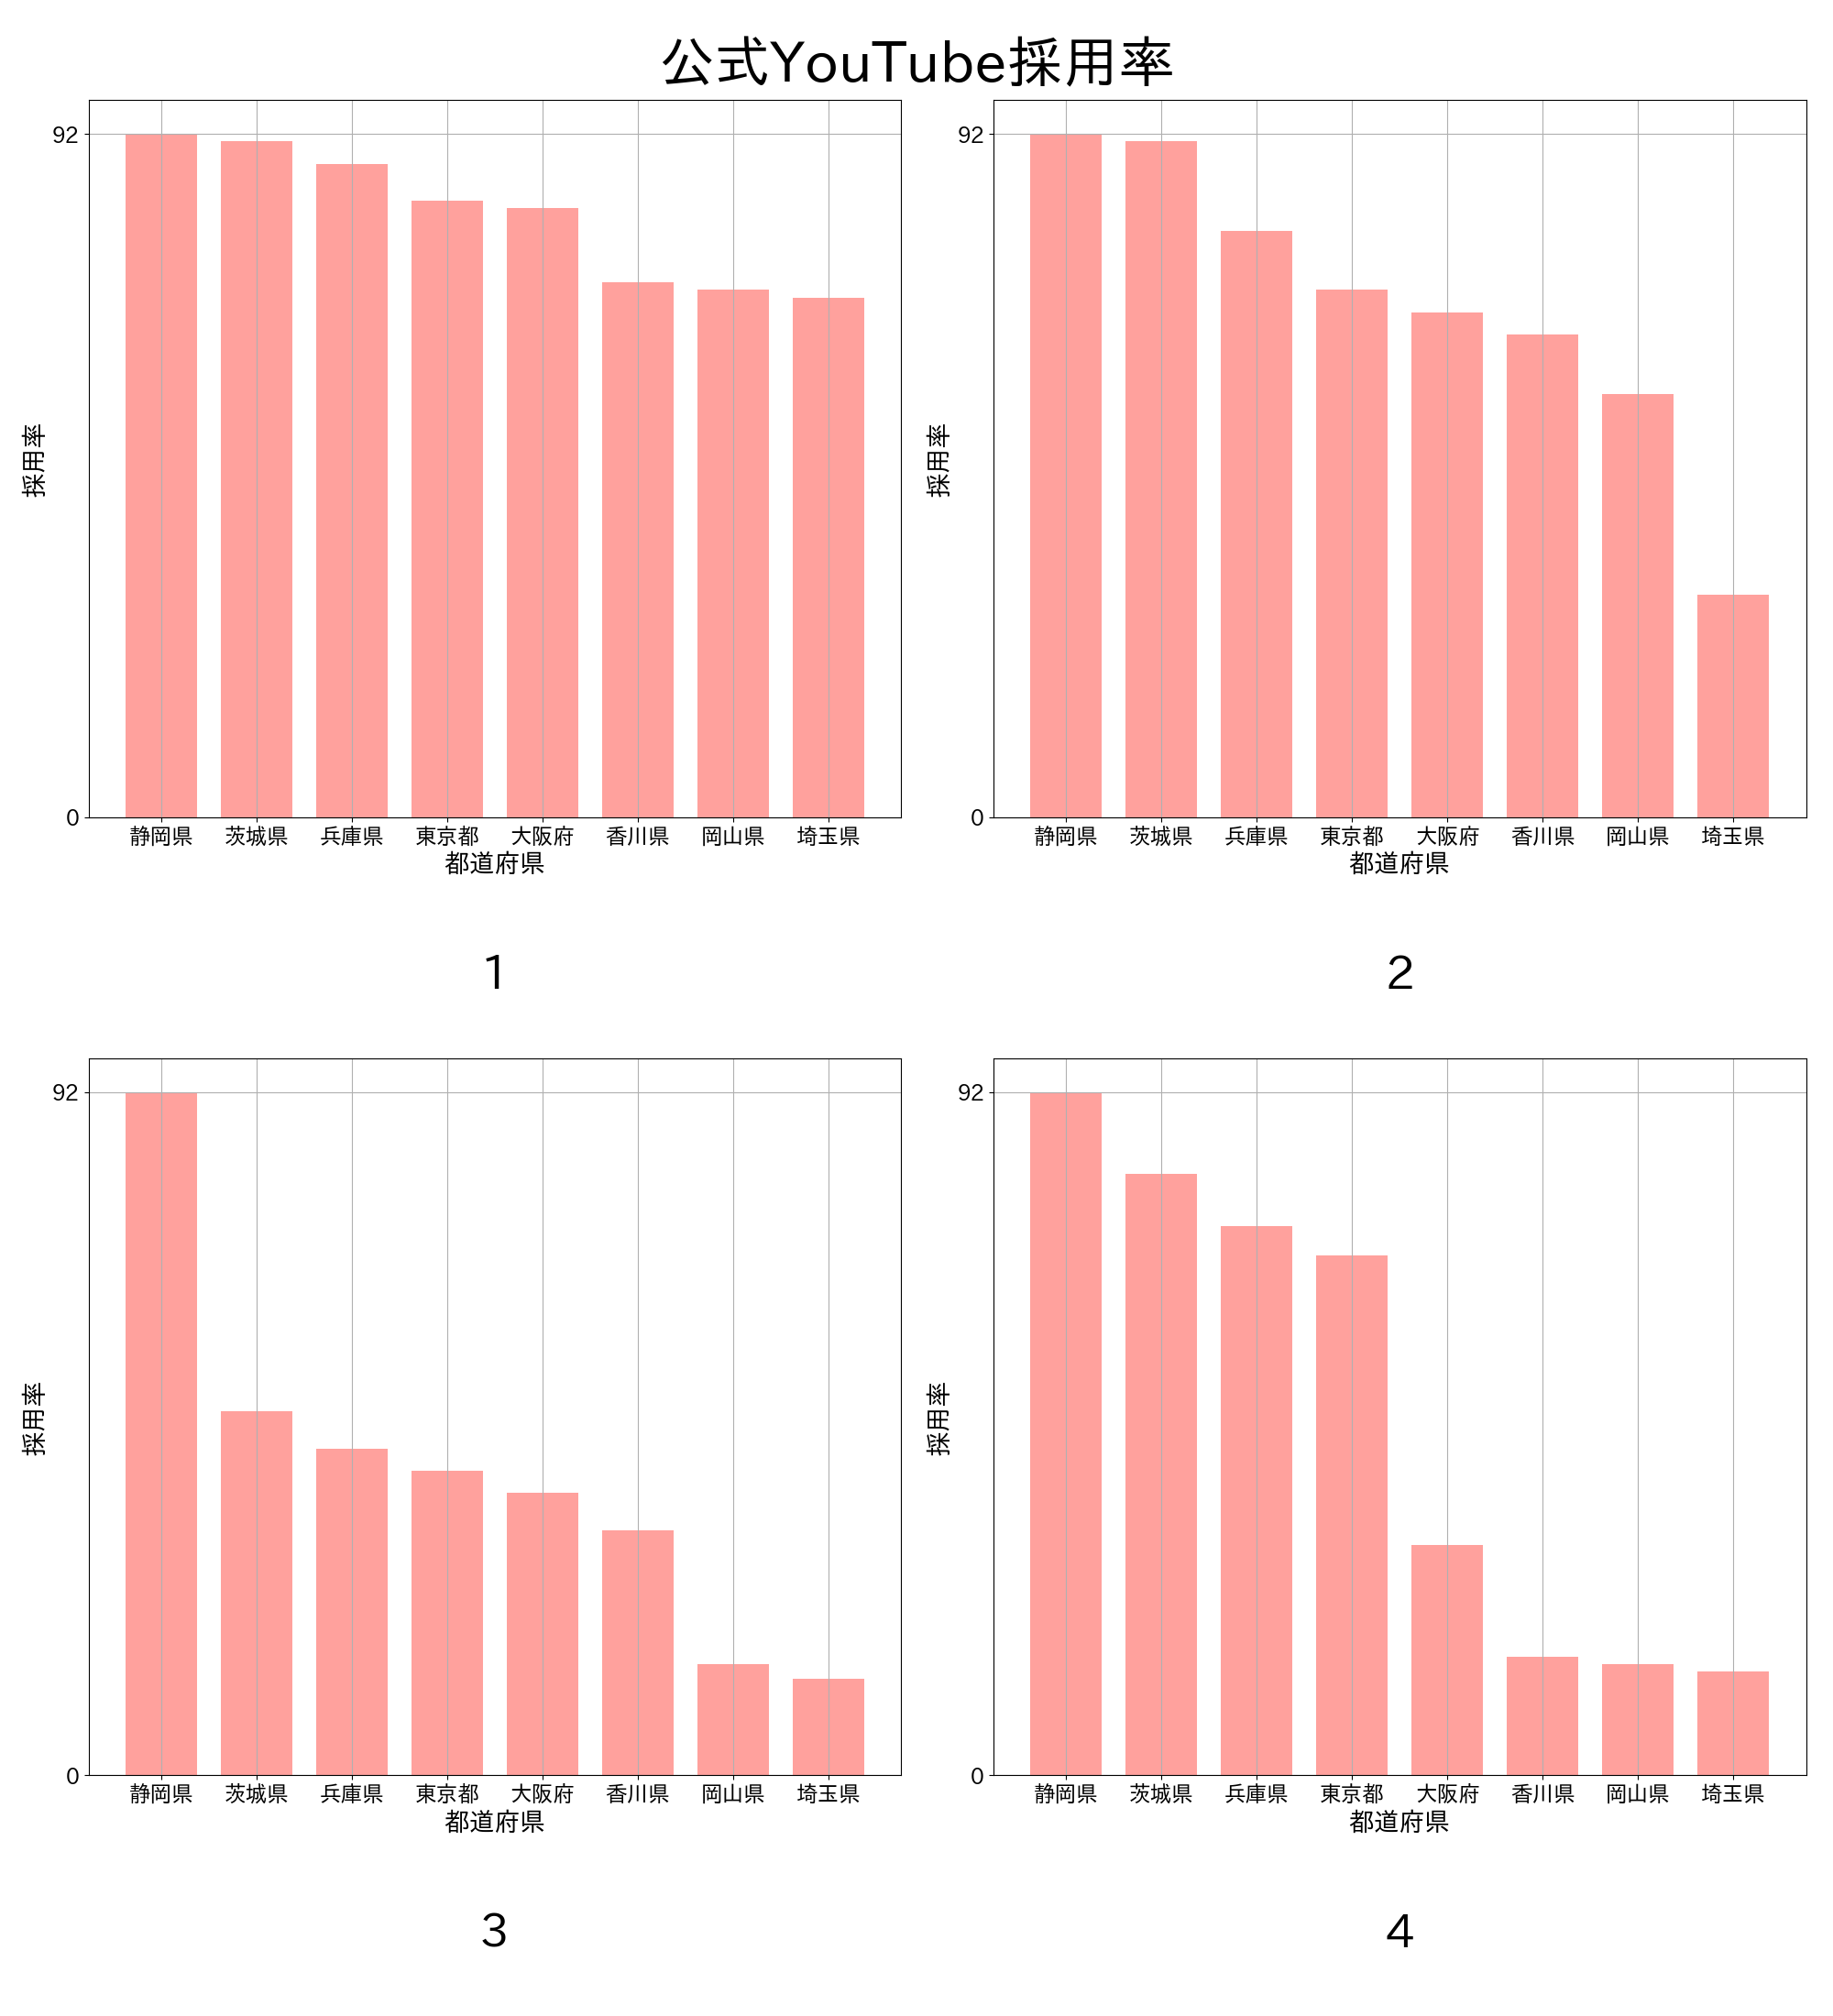 公式YouTube採用率
92
0
採用率
静岡県 茨城県 兵庫県 東京都 大阪府 香川県 岡山県 埼玉県
都道府県
1
92
0
採用率
静岡県 茨城県 兵庫県 東京都 大阪府 香川県 岡山県 埼玉県
都道府県
2
92
0
採用率
静岡県 茨城県 兵庫県 東京都 大阪府 香川県 岡山県 埼玉県
都道府県
3
92
0
採用率
静岡県 茨城県 兵庫県 東京都 大阪府 香川県 岡山県 埼玉県
都道府県
4